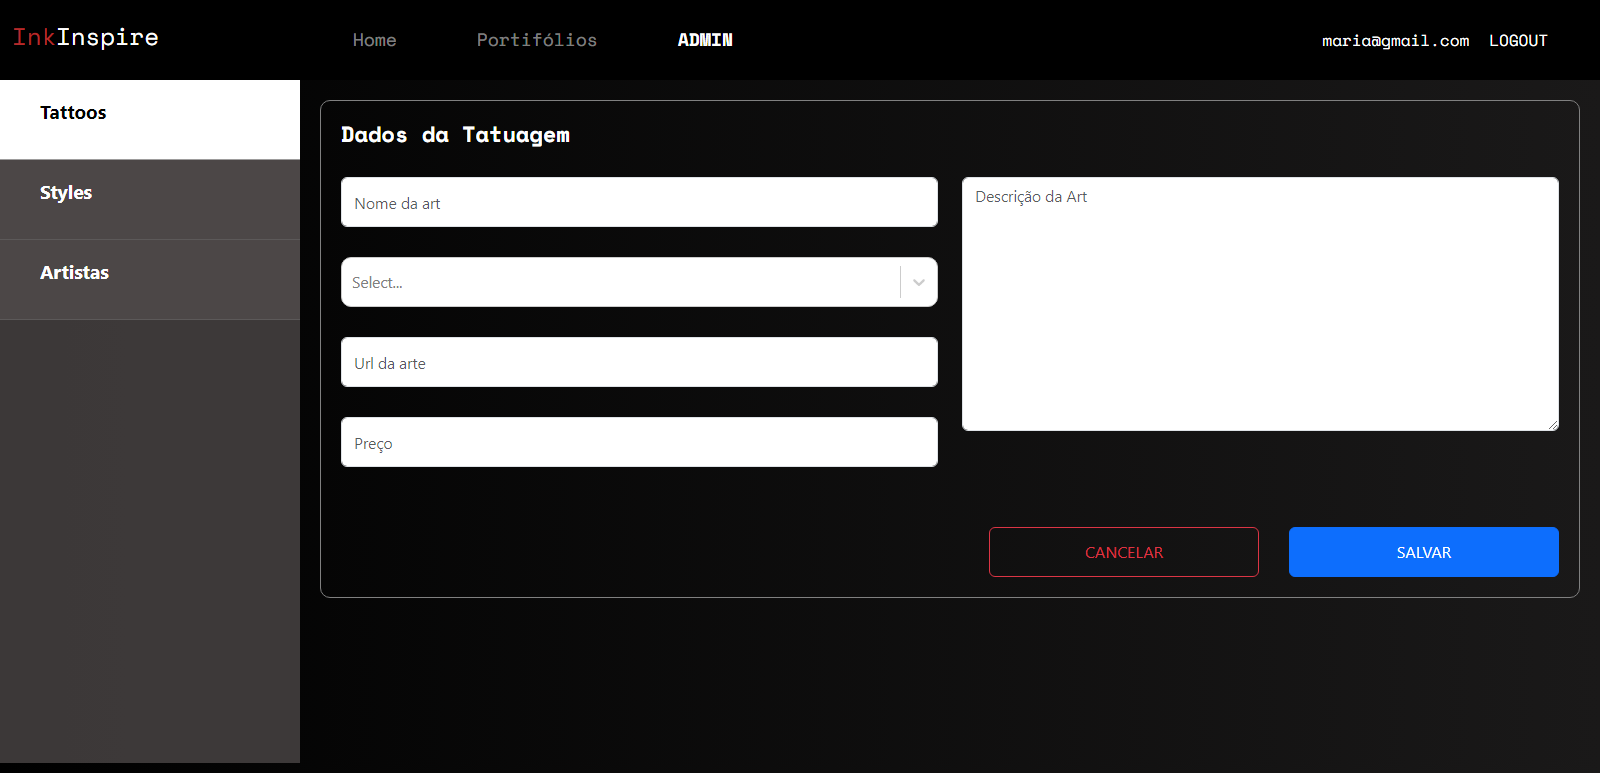 InkInspire
Home Portifólios ADMIN
maria@gmail.com LOGOUT
Tattoos
Styles
Artistas
Dados da Tatuagem
Nome da art
Select...
Url da arte
Preço
Descrição da Art
CANCELAR SALVAR